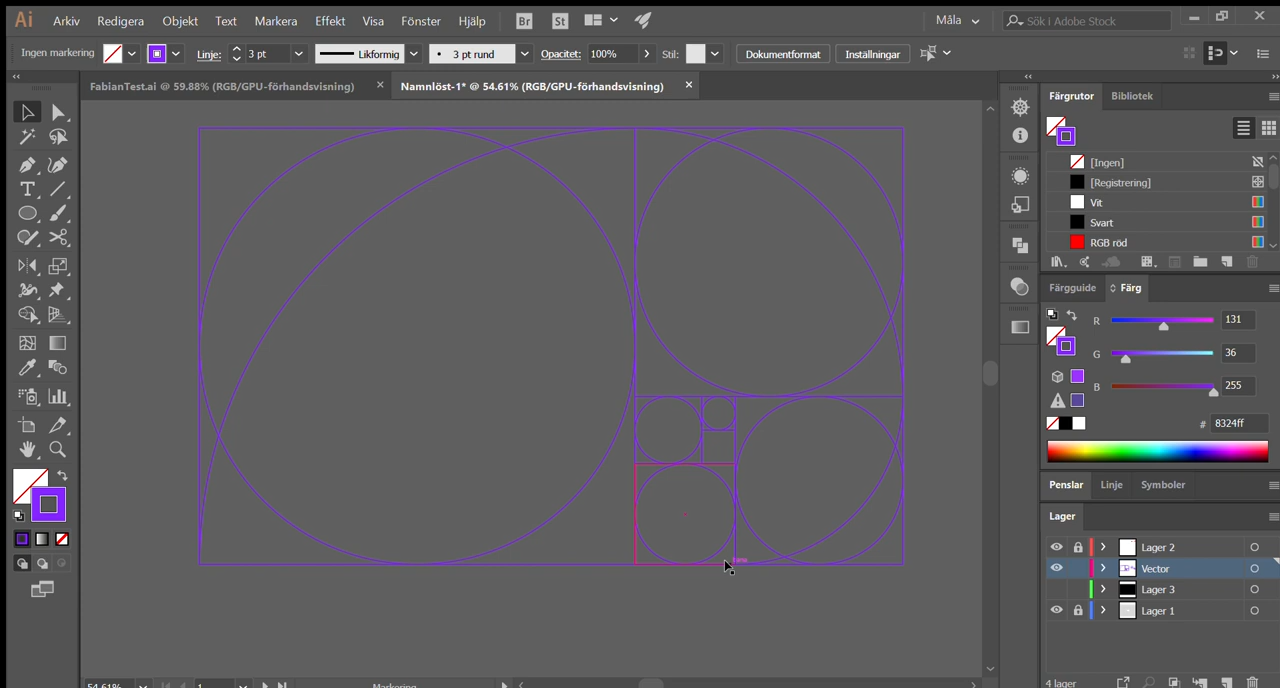 Ai Arkiv Redigera Objekt Text Markera Effekt Visa Fönster Hjälp Br St Måla Sök i Adobe Stock
Ingen markering Linje: 3 pt Likformig 3 pt rund Opacitet: 100% Stil: Dokumentformat Inställningar
FabianTest.ai @ 59.88% (RGB/GPU-förhandsvisning) Namnlöst-1* @ 54.61% (RGB/GPU-förhandsvisning)
Färgrutor Bibliotek
[Ingen]
[Registrering]
Vit
Svart
RGB röd
Färgguide Färg
R 131
G 36
B 255
# 8324ff
Penslar Linje Symboler
Lager
Lager 2
Vector
Lager 3
Lager 1
4 lager
54.61% 1 Markering